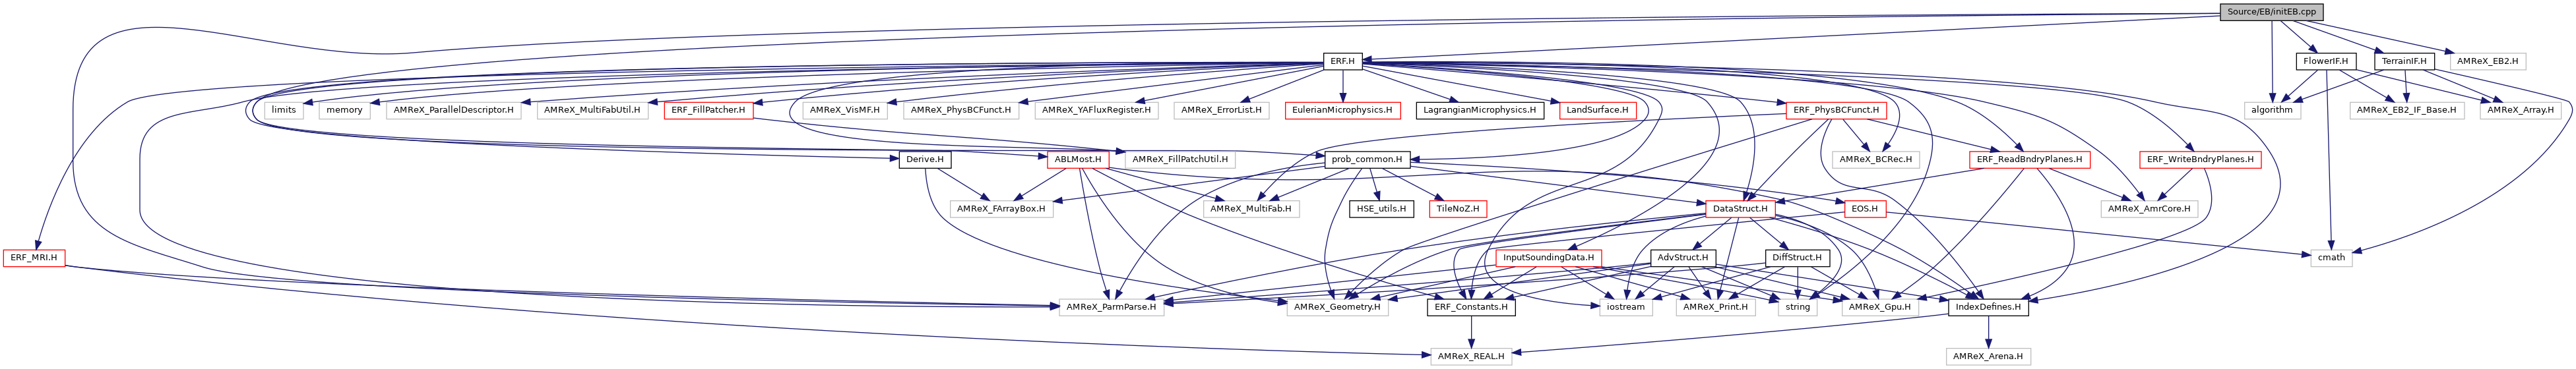 Source/EB/initEB.cpp
ERF.H
FlowerIF.H
TerrainIF.H
AMReX_EB2.H
limits
memory
AMReX_ParallelDescriptor.H
AMReX_MultiFabUtil.H
ERF_FillPatcher.H
AMReX_VisMF.H
AMReX_PhysBCFunct.H
AMReX_YAFluxRegister.H
AMReX_ErrorList.H
EulerianMicrophysics.H
LagrangianMicrophysics.H
LandSurface.H
ERF_PhysBCFunct.H
algorithm
AMReX_EB2_IF_Base.H
AMReX_Array.H
Derive.H
ABLMost.H
AMReX_FillPatchUtil.H
prob_common.H
AMReX_BCRec.H
ERF_ReadBndryPlanes.H
ERF_WriteBndryPlanes.H
AMReX_FArrayBox.H
AMReX_MultiFab.H
HSE_utils.H
TileNoZ.H
DataStruct.H
EOS.H
AMReX_AmrCore.H
ERF_MRI.H
InputSoundingData.H
AdvStruct.H
DiffStruct.H
cmath
AMReX_ParmParse.H
AMReX_Geometry.H
ERF_Constants.H
iostream
AMReX_Print.H
string
AMReX_Gpu.H
IndexDefines.H
AMReX_REAL.H
AMReX_Arena.H